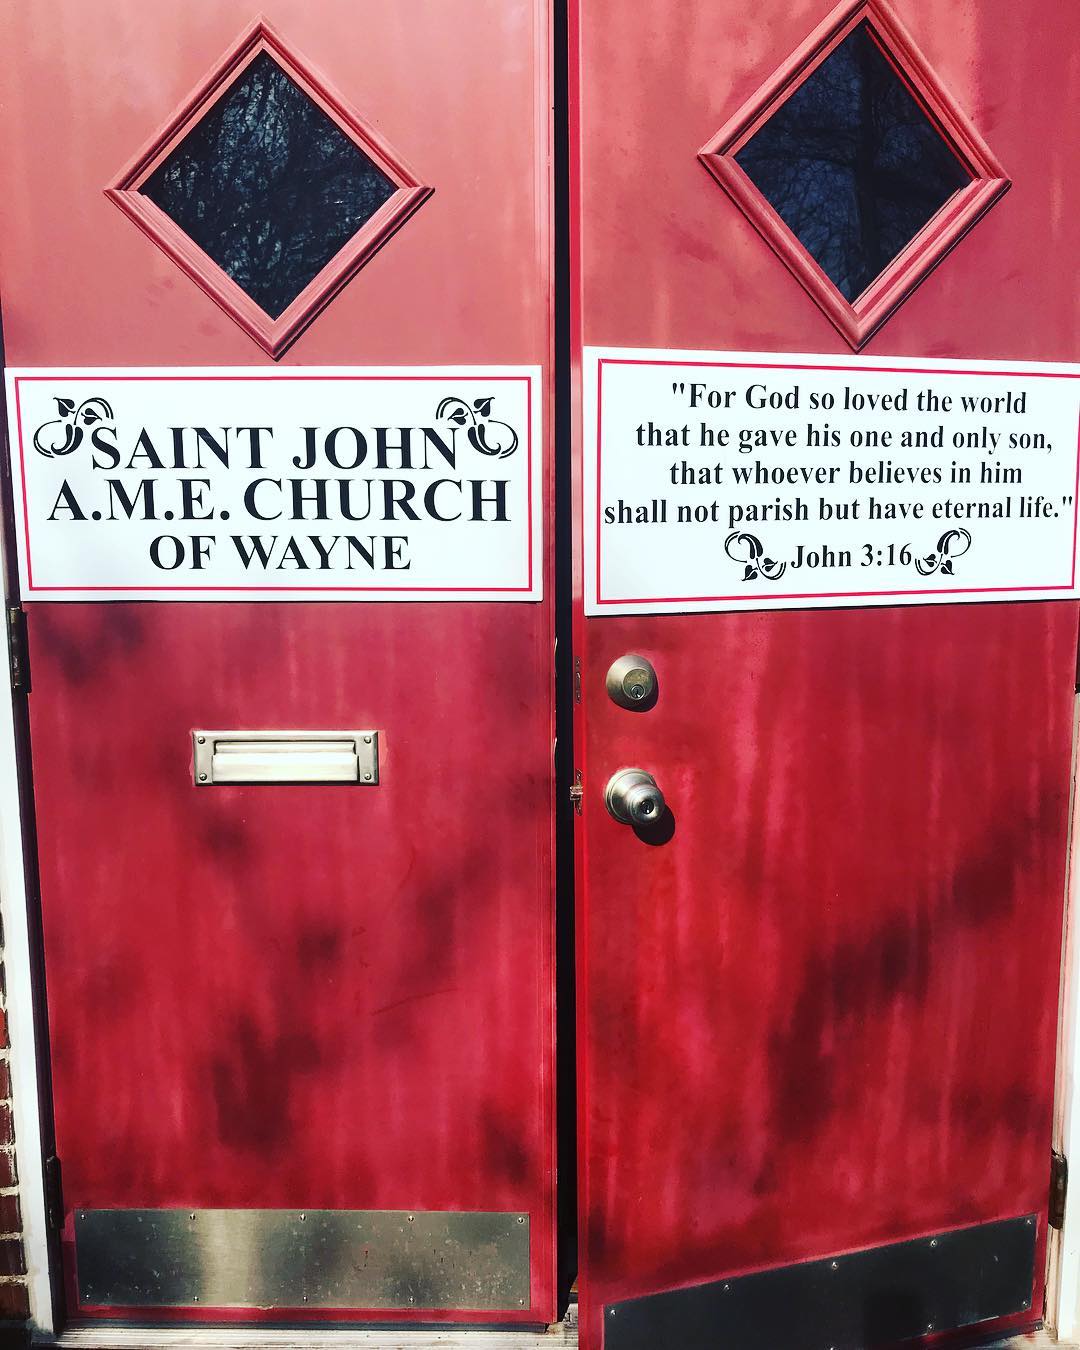 SAINT JOHN
A.M.E. CHURCH
OF WAYNE
"For God so loved the world
that he gave his one and only son,
that whoever believes in him
shall not parish but have eternal life."
John 3:16